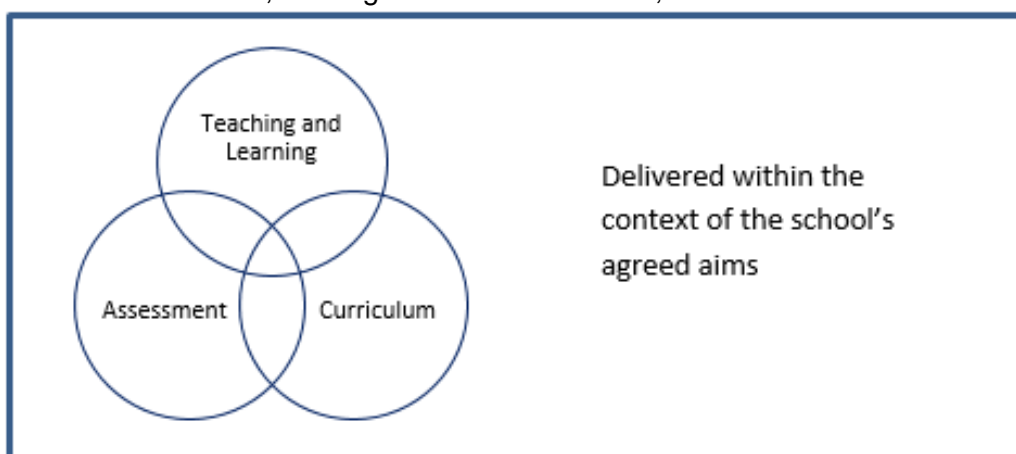 Teaching and
Learning
Assessment
Curriculum
Delivered within the
context of the school's
agreed aims